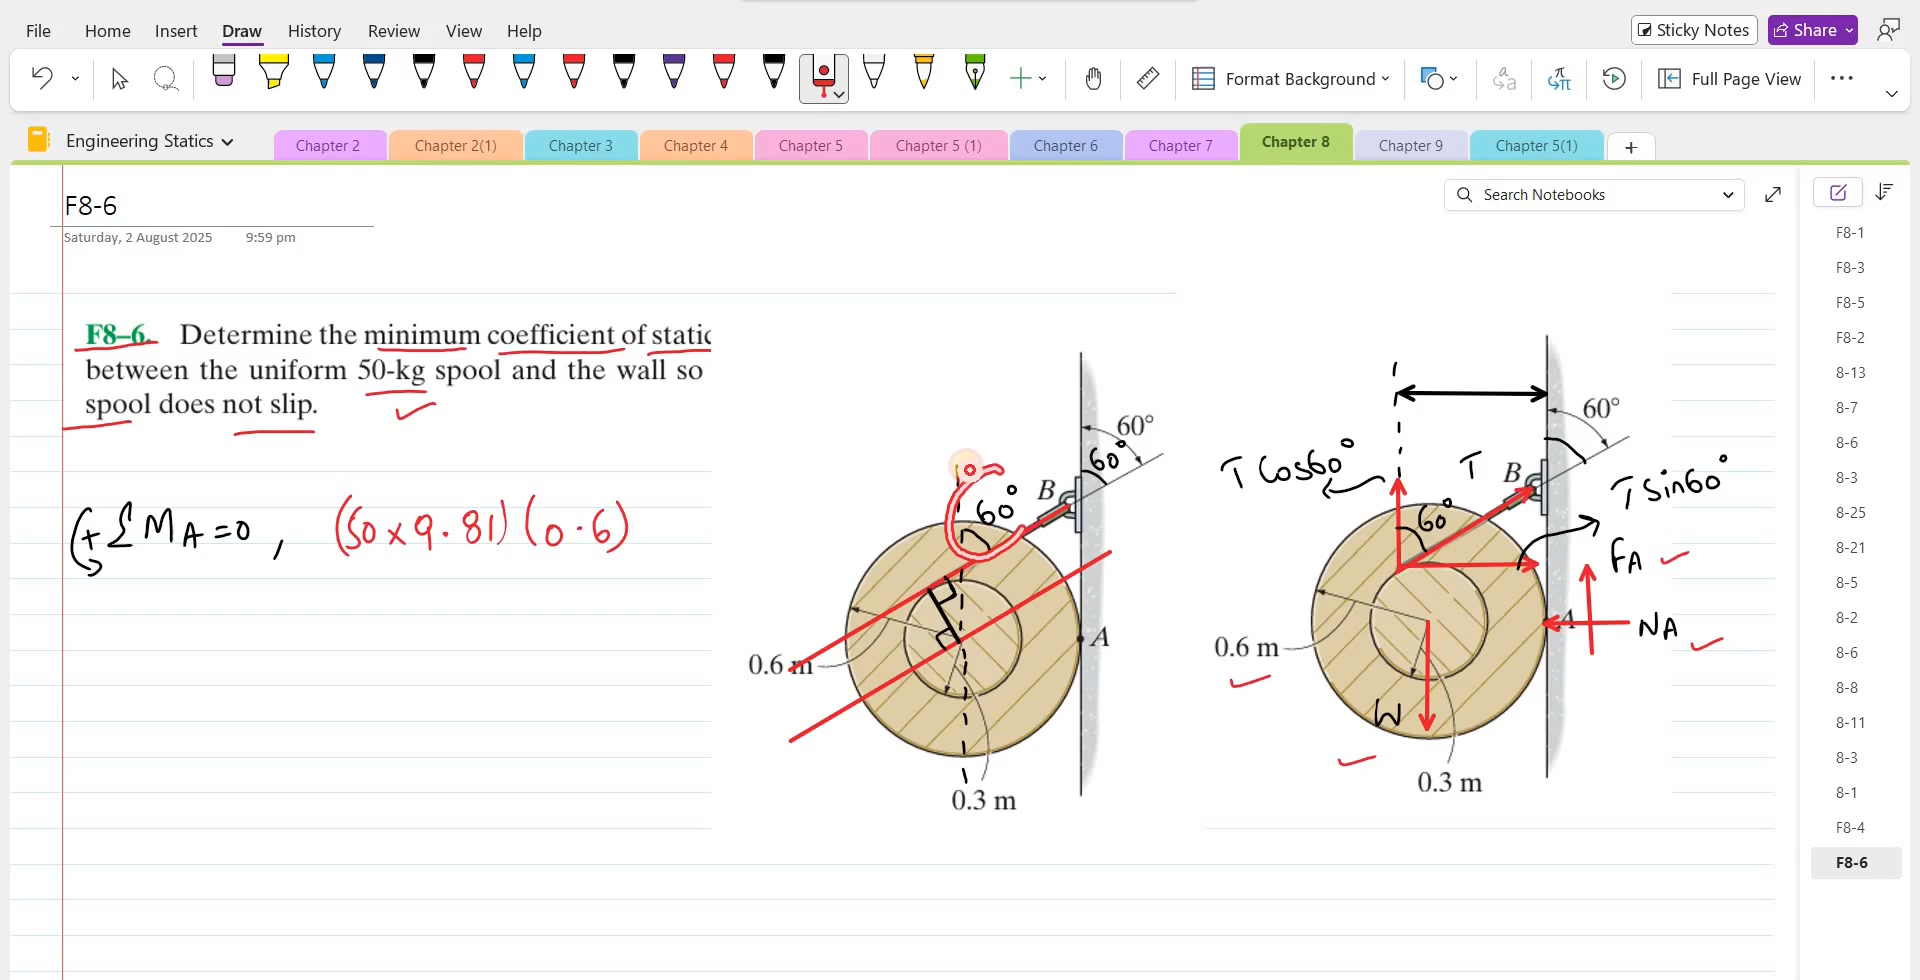 File Home Insert Draw History Review View Help
Sticky Notes Share
Format Background
Full Page View
Engineering Statics
Chapter 2 Chapter 2(1) Chapter 3 Chapter 4 Chapter 5 Chapter 5 (1) Chapter 6 Chapter 7 Chapter 8 Chapter 9 Chapter 5(1) +
F8-6
Saturday, 2 August 2025 9:59 pm
Search Notebooks
F8–6. Determine the minimum coefficient of static
between the uniform 50-kg spool and the wall so
spool does not slip.
(+ΣMA=0, (50×9.81)(0.6)
60°
60°
60°
B
A
0.6 m
0.3 m
60°
T Cos60°
T
B
T sin60°
60°
FA
A
NA
0.6 m
W
0.3 m
F8-1
F8-3
F8-5
F8-2
8-13
8-7
8-6
8-3
8-25
8-21
8-5
8-2
8-6
8-8
8-11
8-3
8-1
F8-4
F8-6